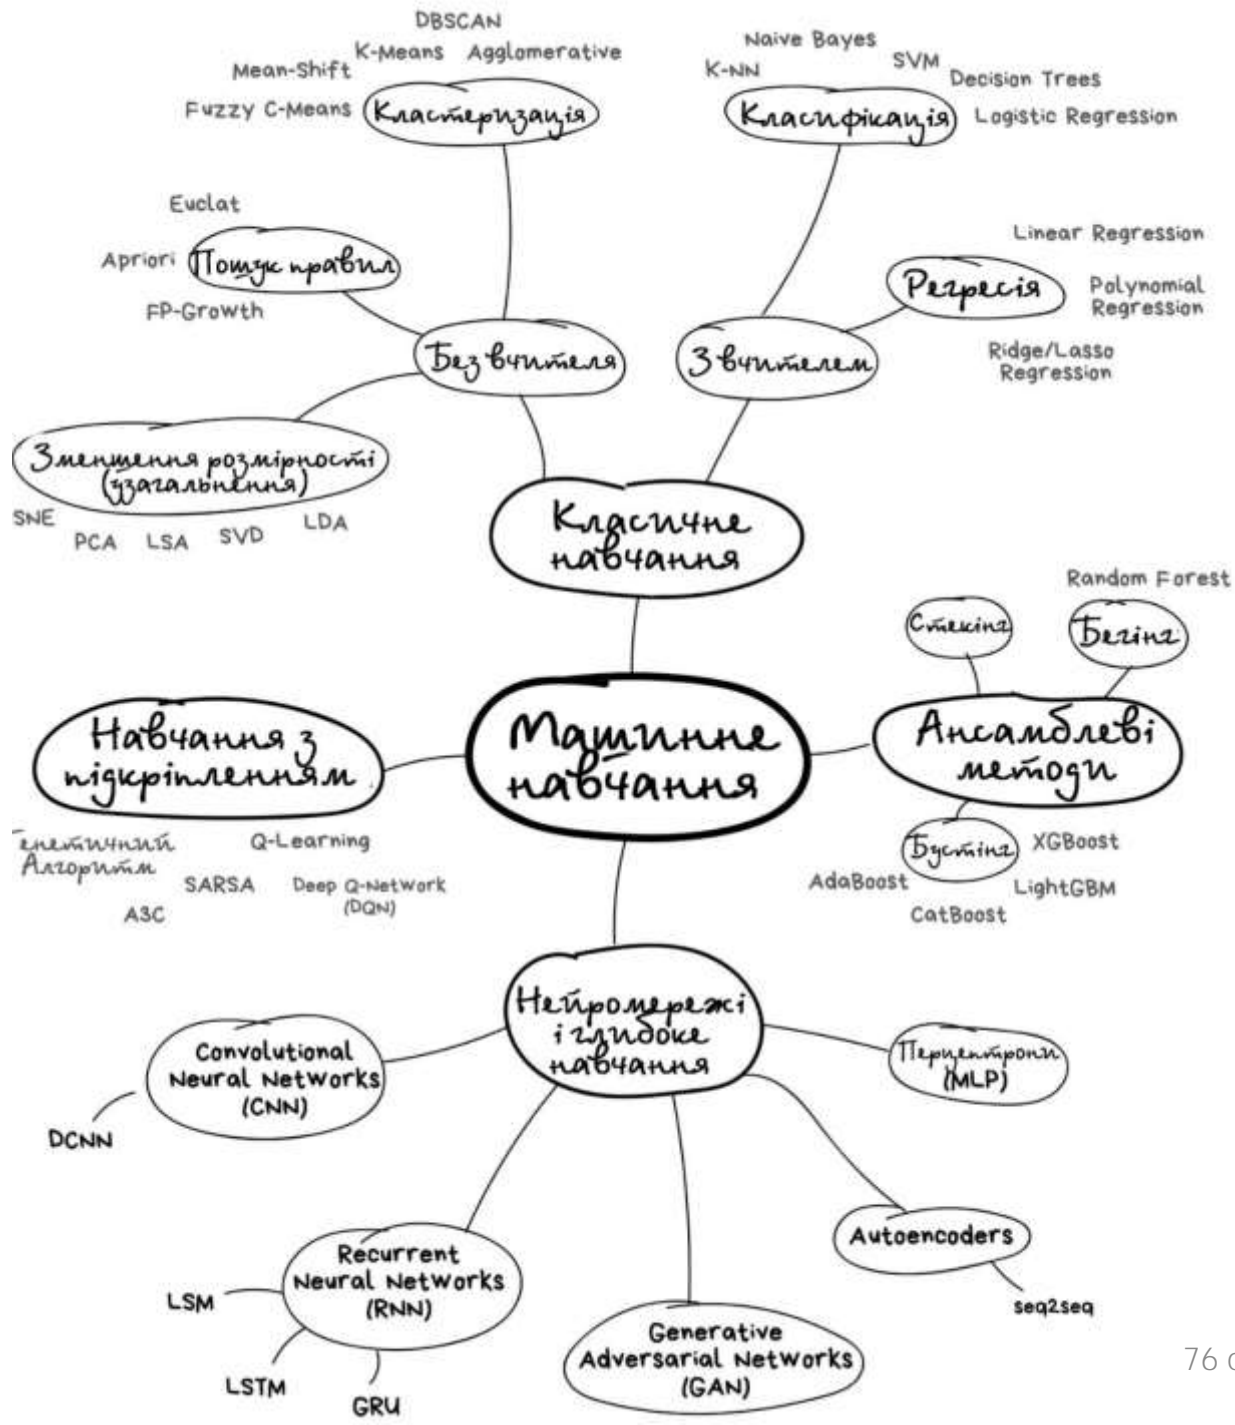 DBSCAN
K-Means
Agglomerative
Mean-Shift
Fuzzy C-Means
Кластеризація
Naive Bayes
K-NN
SVM
Decision Trees
Класифікація
Logistic Regression
Euclat
Apriori
Пошук правил
FP-Growth
Linear Regression
Регресія
Polynomial
Regression
Ridge/Lasso
Regression
Без вчителя
З вчителем
Зменшення розмірності
(узагальнення)
SNE
PCA
LSA
SVD
LDA
Класичне
навчання
Random Forest
Стекінг
Бегінг
Навчання з
підкріпленням
Машинне
навчання
Ансамблеві
методи
Генетичний
Алгоритм
Q-Learning
SARSA
Deep Q-Network
(DQN)
A3C
Бустінг
XGBoost
AdaBoost
LightGBM
CatBoost
Нейромережі
і глибоке
навчання
Convolutional
Neural Networks
(CNN)
DCNN
Перцептрони
(MLP)
Autoencoders
seq2seq
Recurrent
Neural Networks
(RNN)
LSM
LSTM
GRU
Generative
Adversarial Networks
(GAN)
76